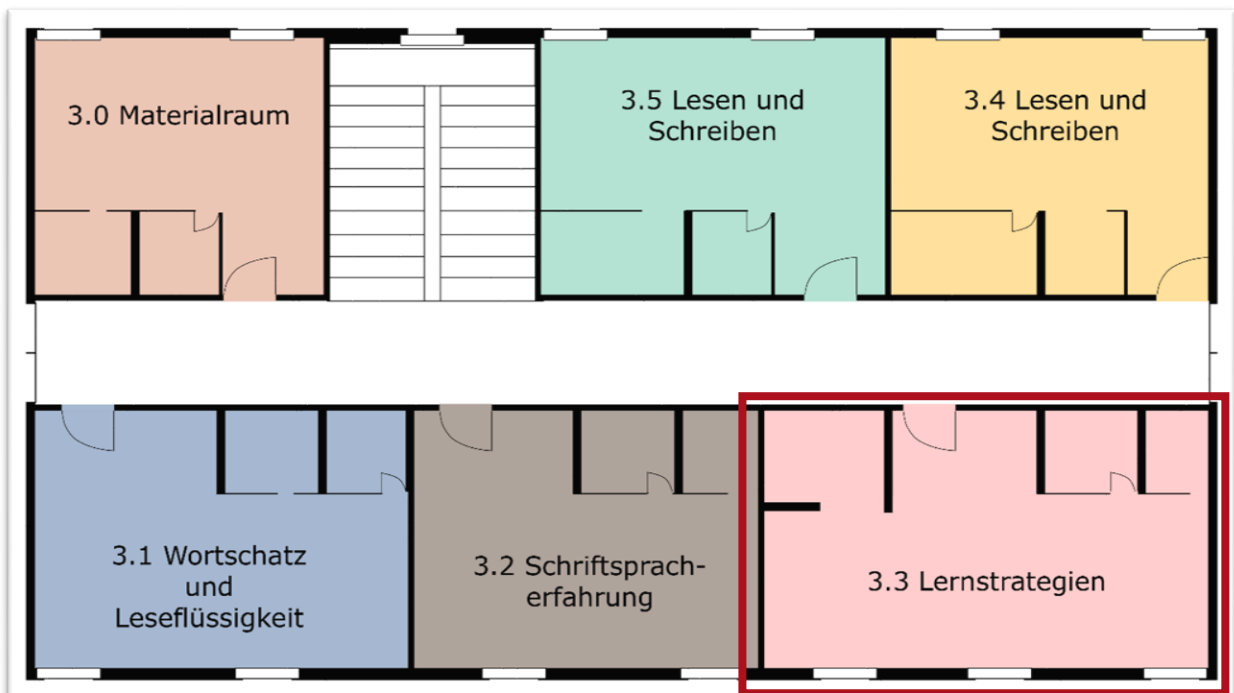 3.0 Materialraum
3.5 Lesen und
Schreiben
3.4 Lesen und
Schreiben
3.1 Wortschatz
und
Leseflüssigkeit
3.2 Schriftsprach-
erfahrung
3.3 Lernstrategien